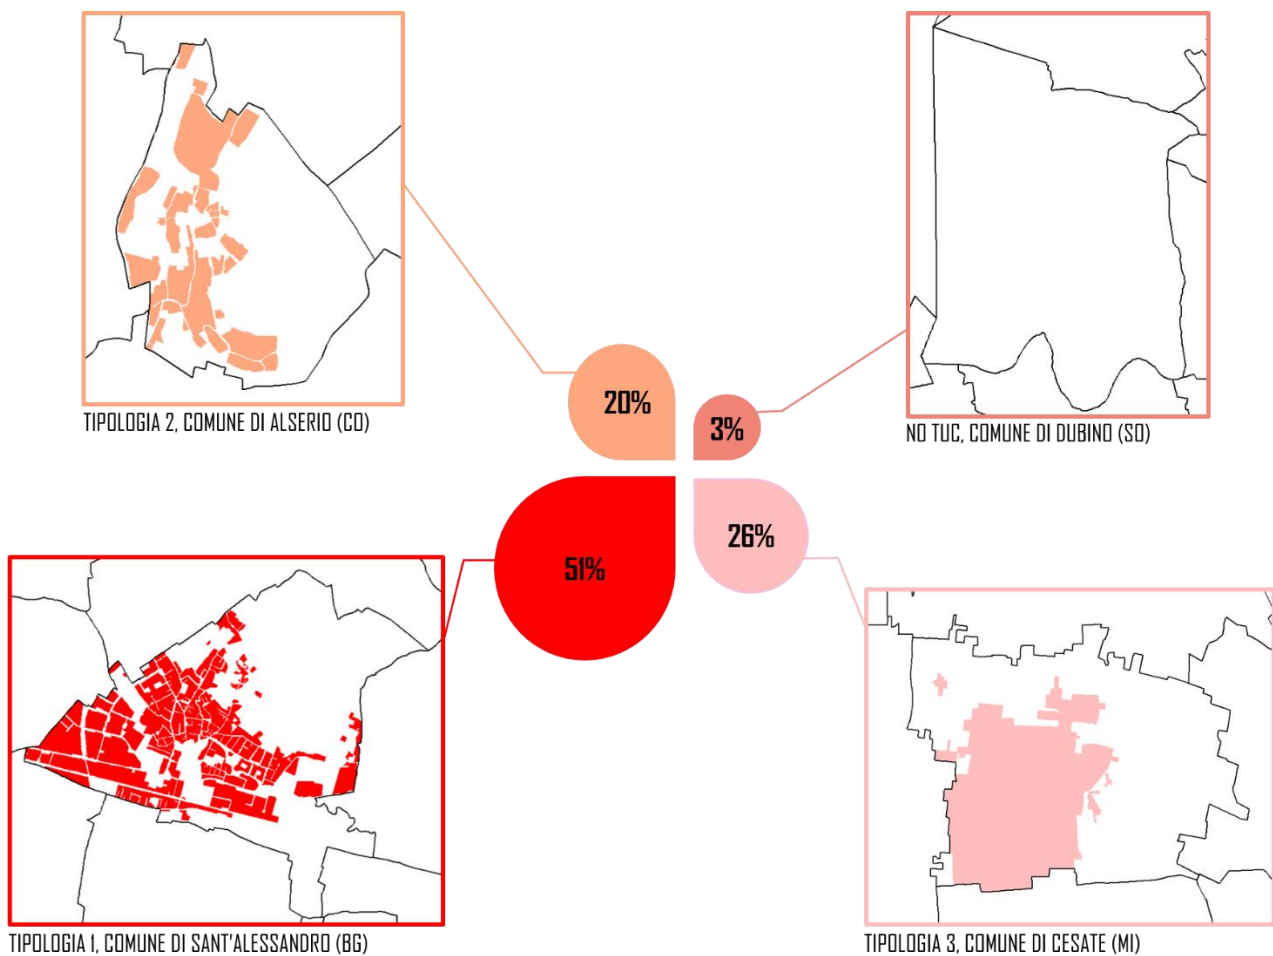 TIPOLOGIA 2, COMUNE DI ALSERIO (CO)
NO TUC, COMUNE DI DUBINO (SO)
20%
3%
51%
26%
TIPOLOGIA 1, COMUNE DI SANT'ALESSANDRO (BG)
TIPOLOGIA 3, COMUNE DI CESATE (MI)